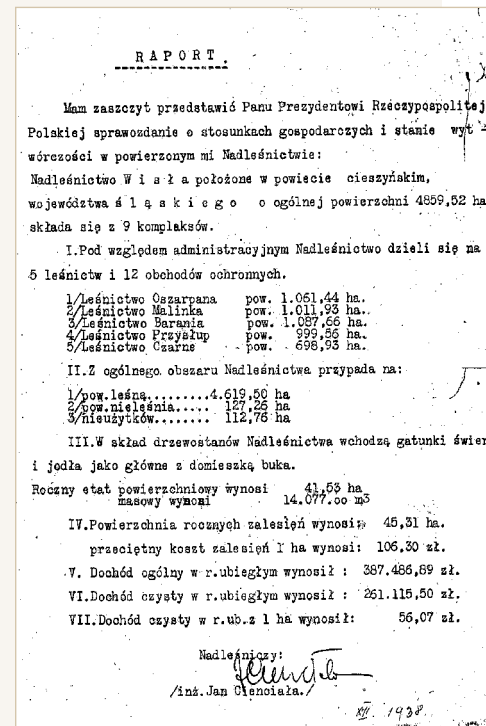 RAPORT.
Mam zaszczyt przedstawić Panu Prezydentowi Rzeczypospolitej
Polskiej sprawozdanie o stosunkach gospodarczych i stanie wyt-
wórczości w powierzonym mi Nadleśnictwie:
Nadleśnictwo W i s ł a położone w powiecie cieszyńskim,
województwa ś l ą s k i e g o o ogólnej powierzchni 4859,52 ha
składa się z 9 kompleksów.
I.Pod względem administracyjnym Nadleśnictwo dzieli się na
5 leśnictw i 12 obchodów ochronnych.
1/Leśnictwo Oszarpana pow. 1.061,44 ha.
2/Leśnictwo Malinka pow. 1.011,93 ha.
3/Leśnictwo Barania pow. 1.087,66 ha.
4/Leśnictwo Przysłup pow. 999,56 ha.
5/Leśnictwo Czarne pow. 698,93 ha.
II.Z ogólnego obszaru Nadleśnictwa przypada na:
1/pow.leśną.........4.619,50 ha
2/pow.nieleśnia..... 127,26 ha
3/nieużytków........ 112,76 ha
III.W skład drzewostanów Nadleśnictwa wchodzą gatunki świer
i jodła jako główne z domieszką buka.
Roczny etat powierzchniowy wynosi 41,53 ha
masowy wynosi 14.077.oo m3
IV.Powierzchnia rocznych zalesień wynosi: 45,31 ha.
przeciętny koszt zalesień 1 ha wynosi: 106,30 zł.
V. Dochód ogólny w r.ubiegłym wynosił : 387.486,89 zł.
VI.Dochód czysty w r.ubiegłym wynosił : 261.115,50 zł.
VII.Dochód czysty w r.ub.z 1 ha wynosił: 56,07 zł.
Nadleśniczy:
/inż.Jan Cienciała./
XII 1938